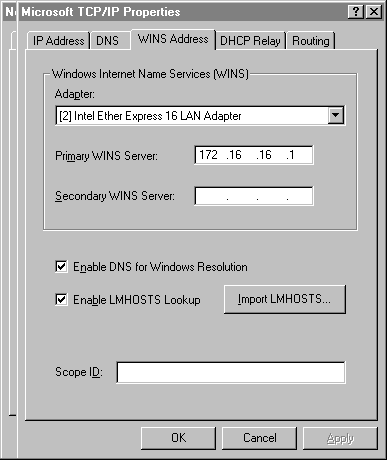 Ne
Microsoft TCP/IP Properties ? ×
IP Address DNS WINS Address DHCP Relay Routing
Windows Internet Name Services (WINS)
Adapter:
[2] Intel Ether Express 16 LAN Adapter
Primary WINS Server: 172 .16 .16 .1
Secondary WINS Server: . . .
Enable DNS for Windows Resolution
Enable LMHOSTS Lookup Import LMHOSTS...
Scope ID:
OK Cancel Apply